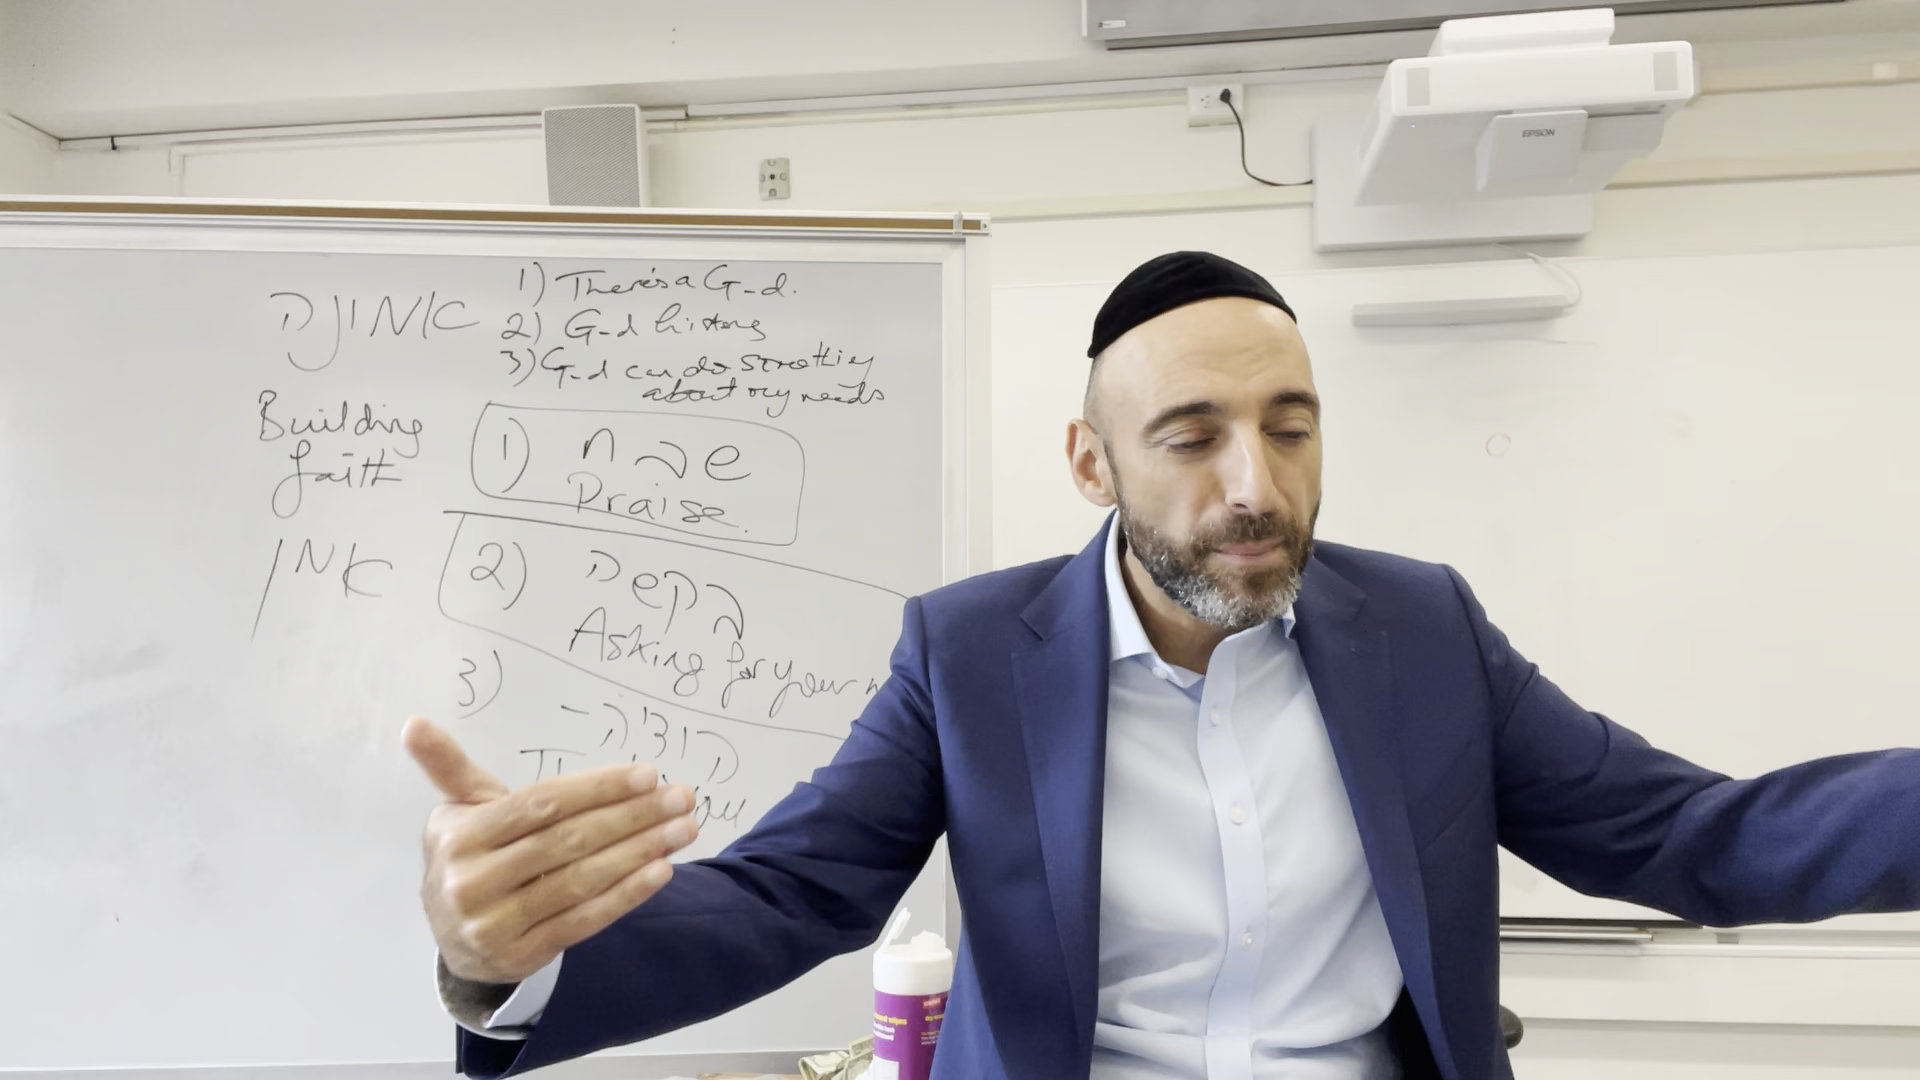 אמונה
1) There's a G-d.
2) G-d listens
3) G-d can do something
about my needs
Building
faith
1) שבח
Praise.
אמן
2) בקשה
Asking for your
3)
הודיה -
EPSON